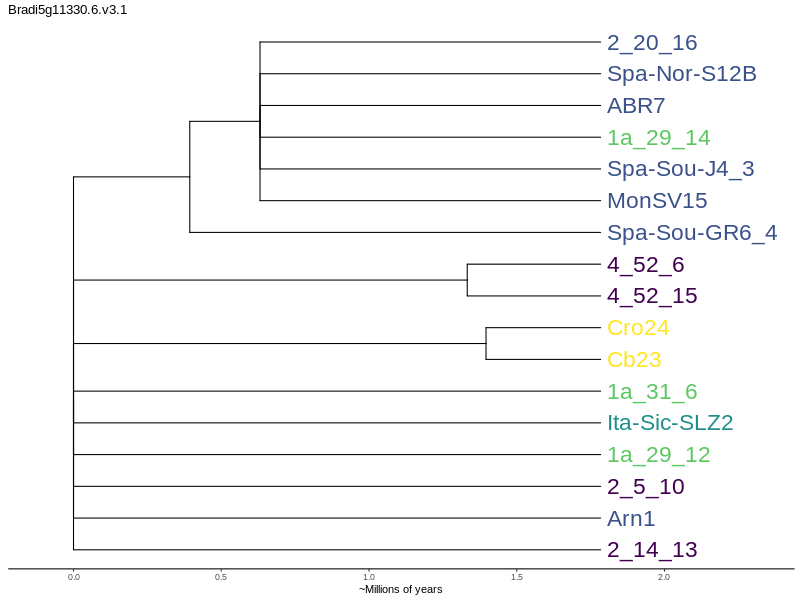 Bradi5g11330.6.v3.1
2_20_16
Spa-Nor-S12B
ABR7
1a_29_14
Spa-Sou-J4_3
MonSV15
Spa-Sou-GR6_4
4_52_6
4_52_15
Cro24
Cb23
1a_31_6
Ita-Sic-SLZ2
1a_29_12
2_5_10
Arn1
2_14_13
0.0 0.5 1.0 1.5 2.0
~Millions of years